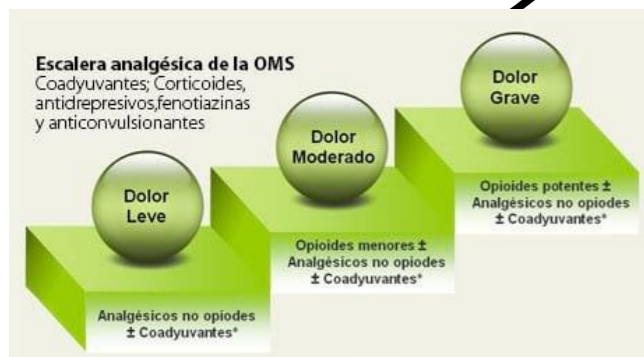 Escalera analgésica de la OMS
Coadyuvantes; Corticoides,
antidrepresivos,fenotiazinas
y anticonvulsionantes
Dolor
Leve
Analgésicos no opiodes
± Coadyuvantes*
Dolor
Moderado
Opioides menores ±
Analgésicos no opiodes
± Coadyuvantes*
Dolor
Grave
Opioides potentes ±
Analgésicos no opiodes
± Coadyuvantes*